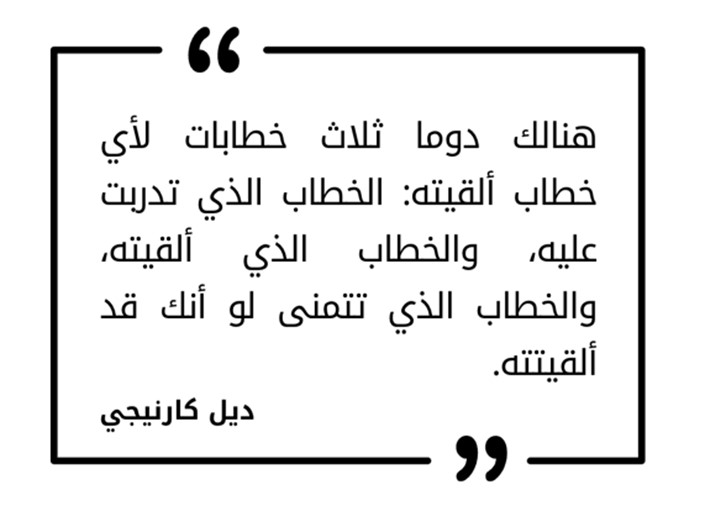 هنالك دوما ثلاث خطابات لأي
خطاب ألقيته: الخطاب الذي تدربت
عليه، والخطاب الذي ألقيته،
والخطاب الذي تتمنى لو أنك قد
ألقيتته.
ديل كارنيجي